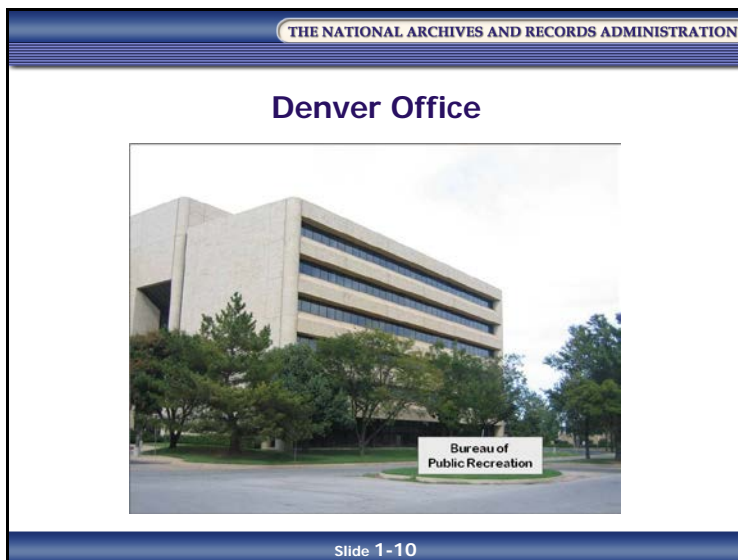 THE NATIONAL ARCHIVES AND RECORDS ADMINISTRATION
Denver Office
Bureau of
Public Recreation
Slide 1-10